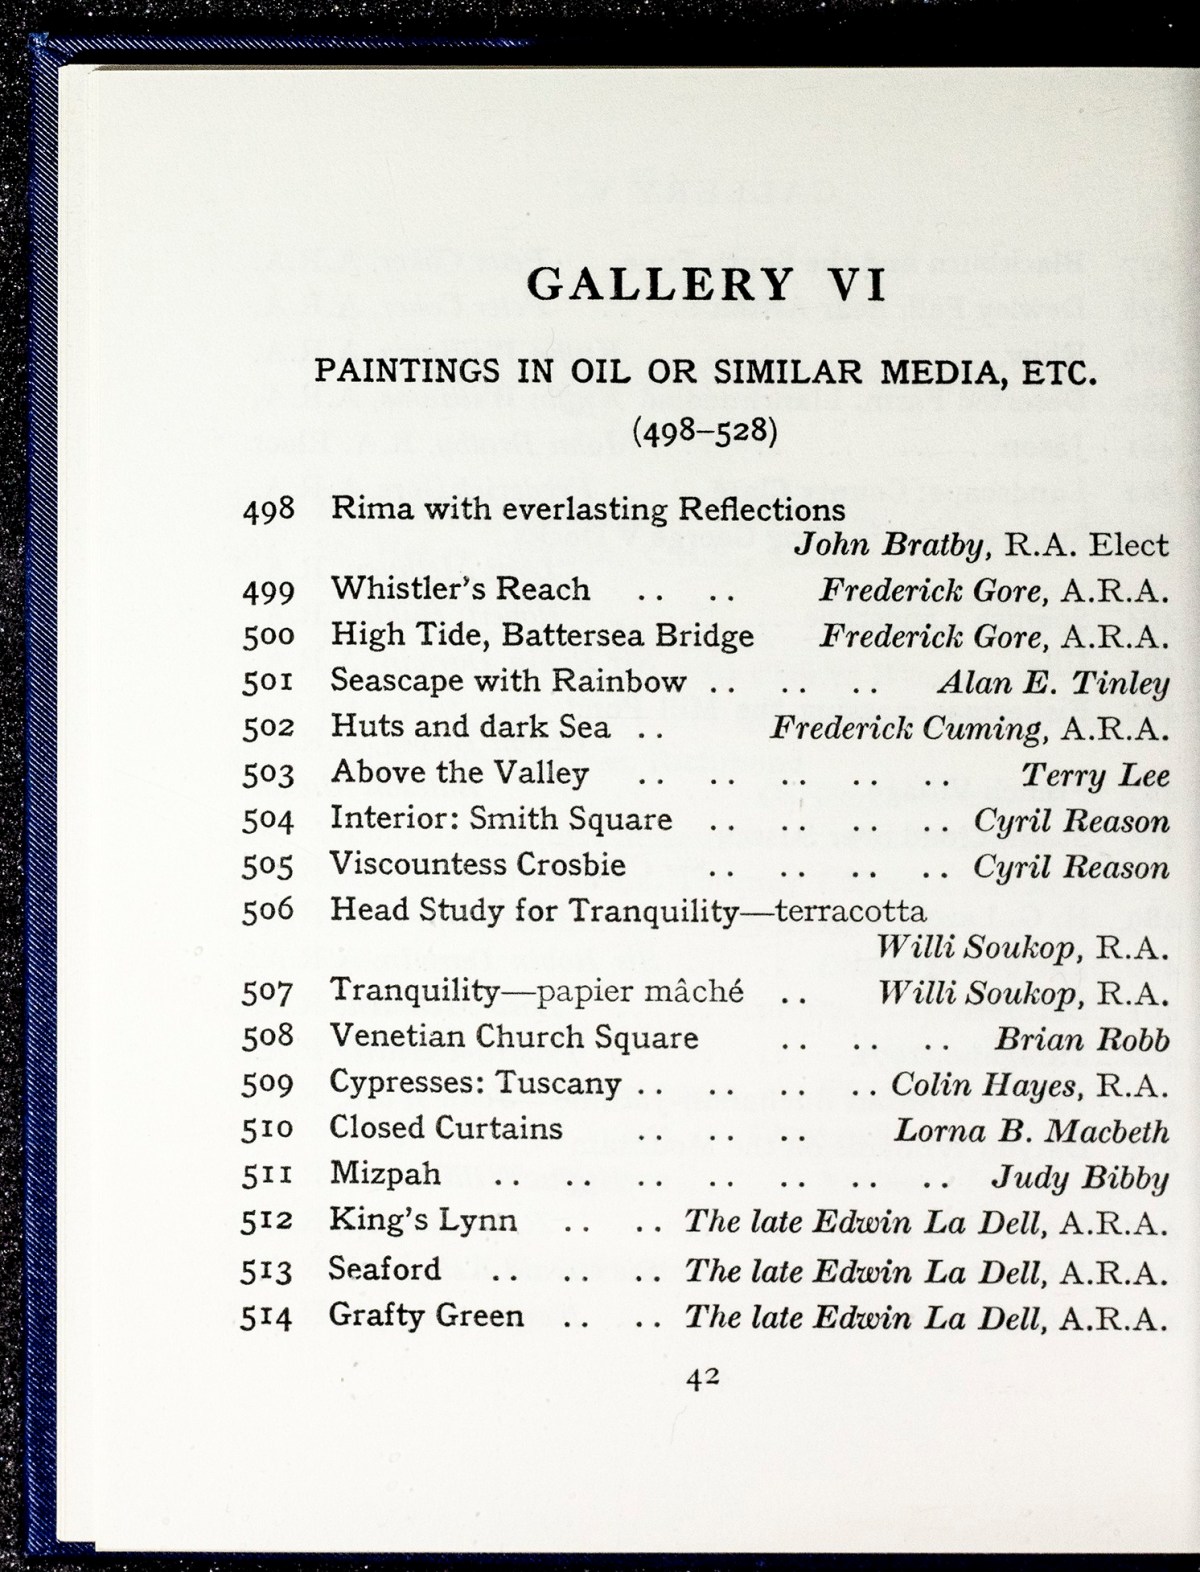 GALLERY VI
PAINTINGS IN OIL OR SIMILAR MEDIA, ETC.
(498–528)
498 Rima with everlasting Reflections
John Bratby, R.A. Elect
499 Whistler's Reach .. .. Frederick Gore, A.R.A.
500 High Tide, Battersea Bridge Frederick Gore, A.R.A.
501 Seascape with Rainbow .. .. .. Alan E. Tinley
502 Huts and dark Sea .. Frederick Cuming, A.R.A.
503 Above the Valley .. .. .. .. .. Terry Lee
504 Interior: Smith Square .. .. .. .. Cyril Reason
505 Viscountess Crosbie .. .. .. .. Cyril Reason
506 Head Study for Tranquility—terracotta
Willi Soukop, R.A.
507 Tranquility—papier mâché .. Willi Soukop, R.A.
508 Venetian Church Square .. .. .. Brian Robb
509 Cypresses: Tuscany .. .. .. .. Colin Hayes, R.A.
510 Closed Curtains .. .. .. Lorna B. Macbeth
511 Mizpah .. .. .. .. .. .. .. Judy Bibby
512 King's Lynn .. .. The late Edwin La Dell, A.R.A.
513 Seaford .. .. .. The late Edwin La Dell, A.R.A.
514 Grafty Green .. .. The late Edwin La Dell, A.R.A.
42